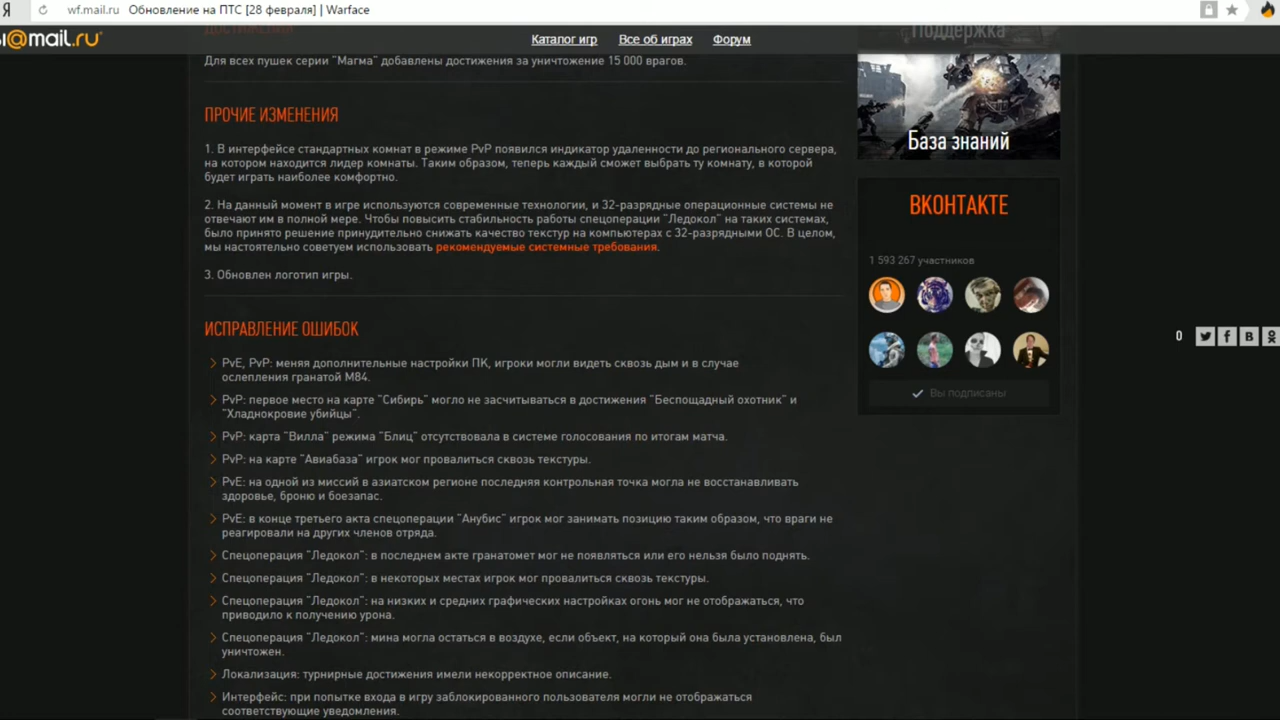 Я
wf.mail.ru Обновление на ПТС [28 февраля] | Warface
@mail.ru
Каталог игр Все об играх Форум
ДОСТИЖЕНИЯ
Для всех пушек серии "Магма" добавлены достижения за уничтожение 15 000 врагов.
ПРОЧИЕ ИЗМЕНЕНИЯ
1. В интерфейсе стандартных комнат в режиме PvP появился индикатор удаленности до регионального сервера,
на котором находится лидер комнаты. Таким образом, теперь каждый сможет выбрать ту комнату, в которой
будет играть наиболее комфортно.
2. На данный момент в игре используются современные технологии, и 32-разрядные операционные системы не
отвечают им в полной мере. Чтобы повысить стабильность работы спецоперации "Ледокол" на таких системах,
было принято решение принудительно снижать качество текстур на компьютерах с 32-разрядными ОС. В целом,
мы настоятельно советуем использовать рекомендуемые системные требования.
3. Обновлен логотип игры.
ИСПРАВЛЕНИЕ ОШИБОК
PvE, PvP: меняя дополнительные настройки ПК, игроки могли видеть сквозь дым и в случае
ослепления гранатой М84.
PvP: первое место на карте "Сибирь" могло не засчитываться в достижения "Беспощадный охотник" и
"Хладнокровие убийцы".
PvP: карта "Вилла" режима "Блиц" отсутствовала в системе голосования по итогам матча.
PvP: на карте "Авиабаза" игрок мог провалиться сквозь текстуры.
PvE: на одной из миссий в азиатском регионе последняя контрольная точка могла не восстанавливать
здоровье, броню и боезапас.
PvE: в конце третьего акта спецоперации "Анубис" игрок мог занимать позицию таким образом, что враги не
реагировали на других членов отряда.
Спецоперация "Ледокол": в последнем акте гранатомет мог не появляться или его нельзя было поднять.
Спецоперация "Ледокол": в некоторых местах игрок мог провалиться сквозь текстуры.
Спецоперация "Ледокол": на низких и средних графических настройках огонь мог не отображаться, что
приводило к получению урона.
Спецоперация "Ледокол": мина могла остаться в воздухе, если объект, на который она была установлена, был
уничтожен.
Локализация: турнирные достижения имели некорректное описание.
Интерфейс: при попытке входа в игру заблокированного пользователя могли не отображаться
соответствующие уведомления.
Поддержка
База знаний
ВКОНТАКТЕ
1 593 267 участников
Вы подписаны
0